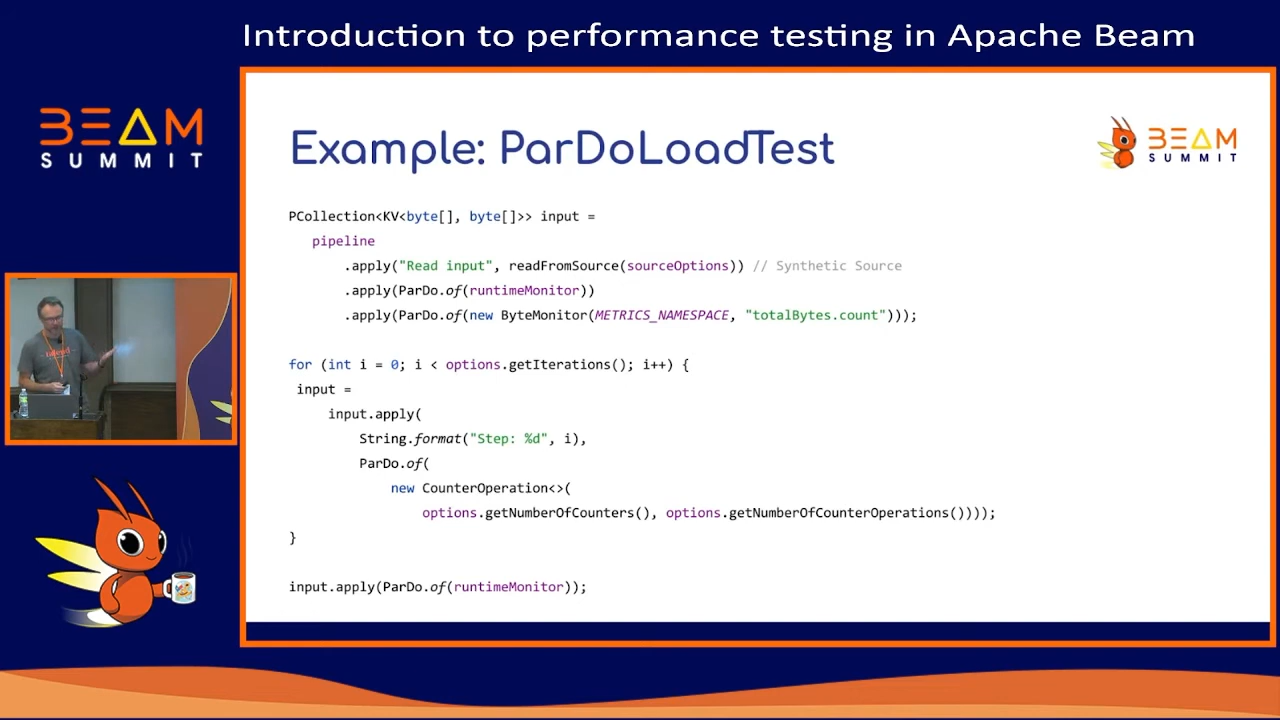 Introduction to performance testing in Apache Beam
BEAM
SUMMIT
Example: ParDoLoadTest
BEAM
SUMMIT
PCollection<KV<byte[], byte[]>> input =
pipeline
.apply("Read input", readFromSource(sourceOptions)) // Synthetic Source
.apply(ParDo.of(runtimeMonitor))
.apply(ParDo.of(new ByteMonitor(METRICS_NAMESPACE, "totalBytes.count")));
for (int i = 0; i < options.getIterations(); i++) {
input =
input.apply(
String.format("Step: %d", i),
ParDo.of(
new CounterOperation<>(
options.getNumberOfCounters(), options.getNumberOfCounterOperations())));
}
input.apply(ParDo.of(runtimeMonitor));